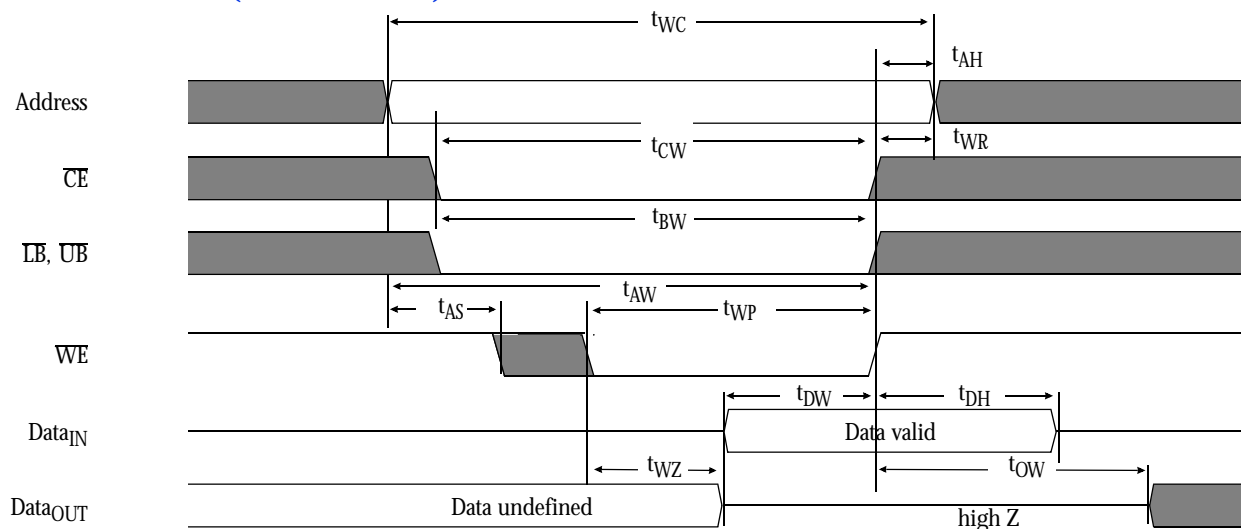 tWC
tAH
Address
tCW
tWR
CE
tBW
LB, UB
tAW
tAS
tWP
WE
tDW
tDH
DataIN
Data valid
tWZ
tOW
DataOUT
Data undefined
high Z